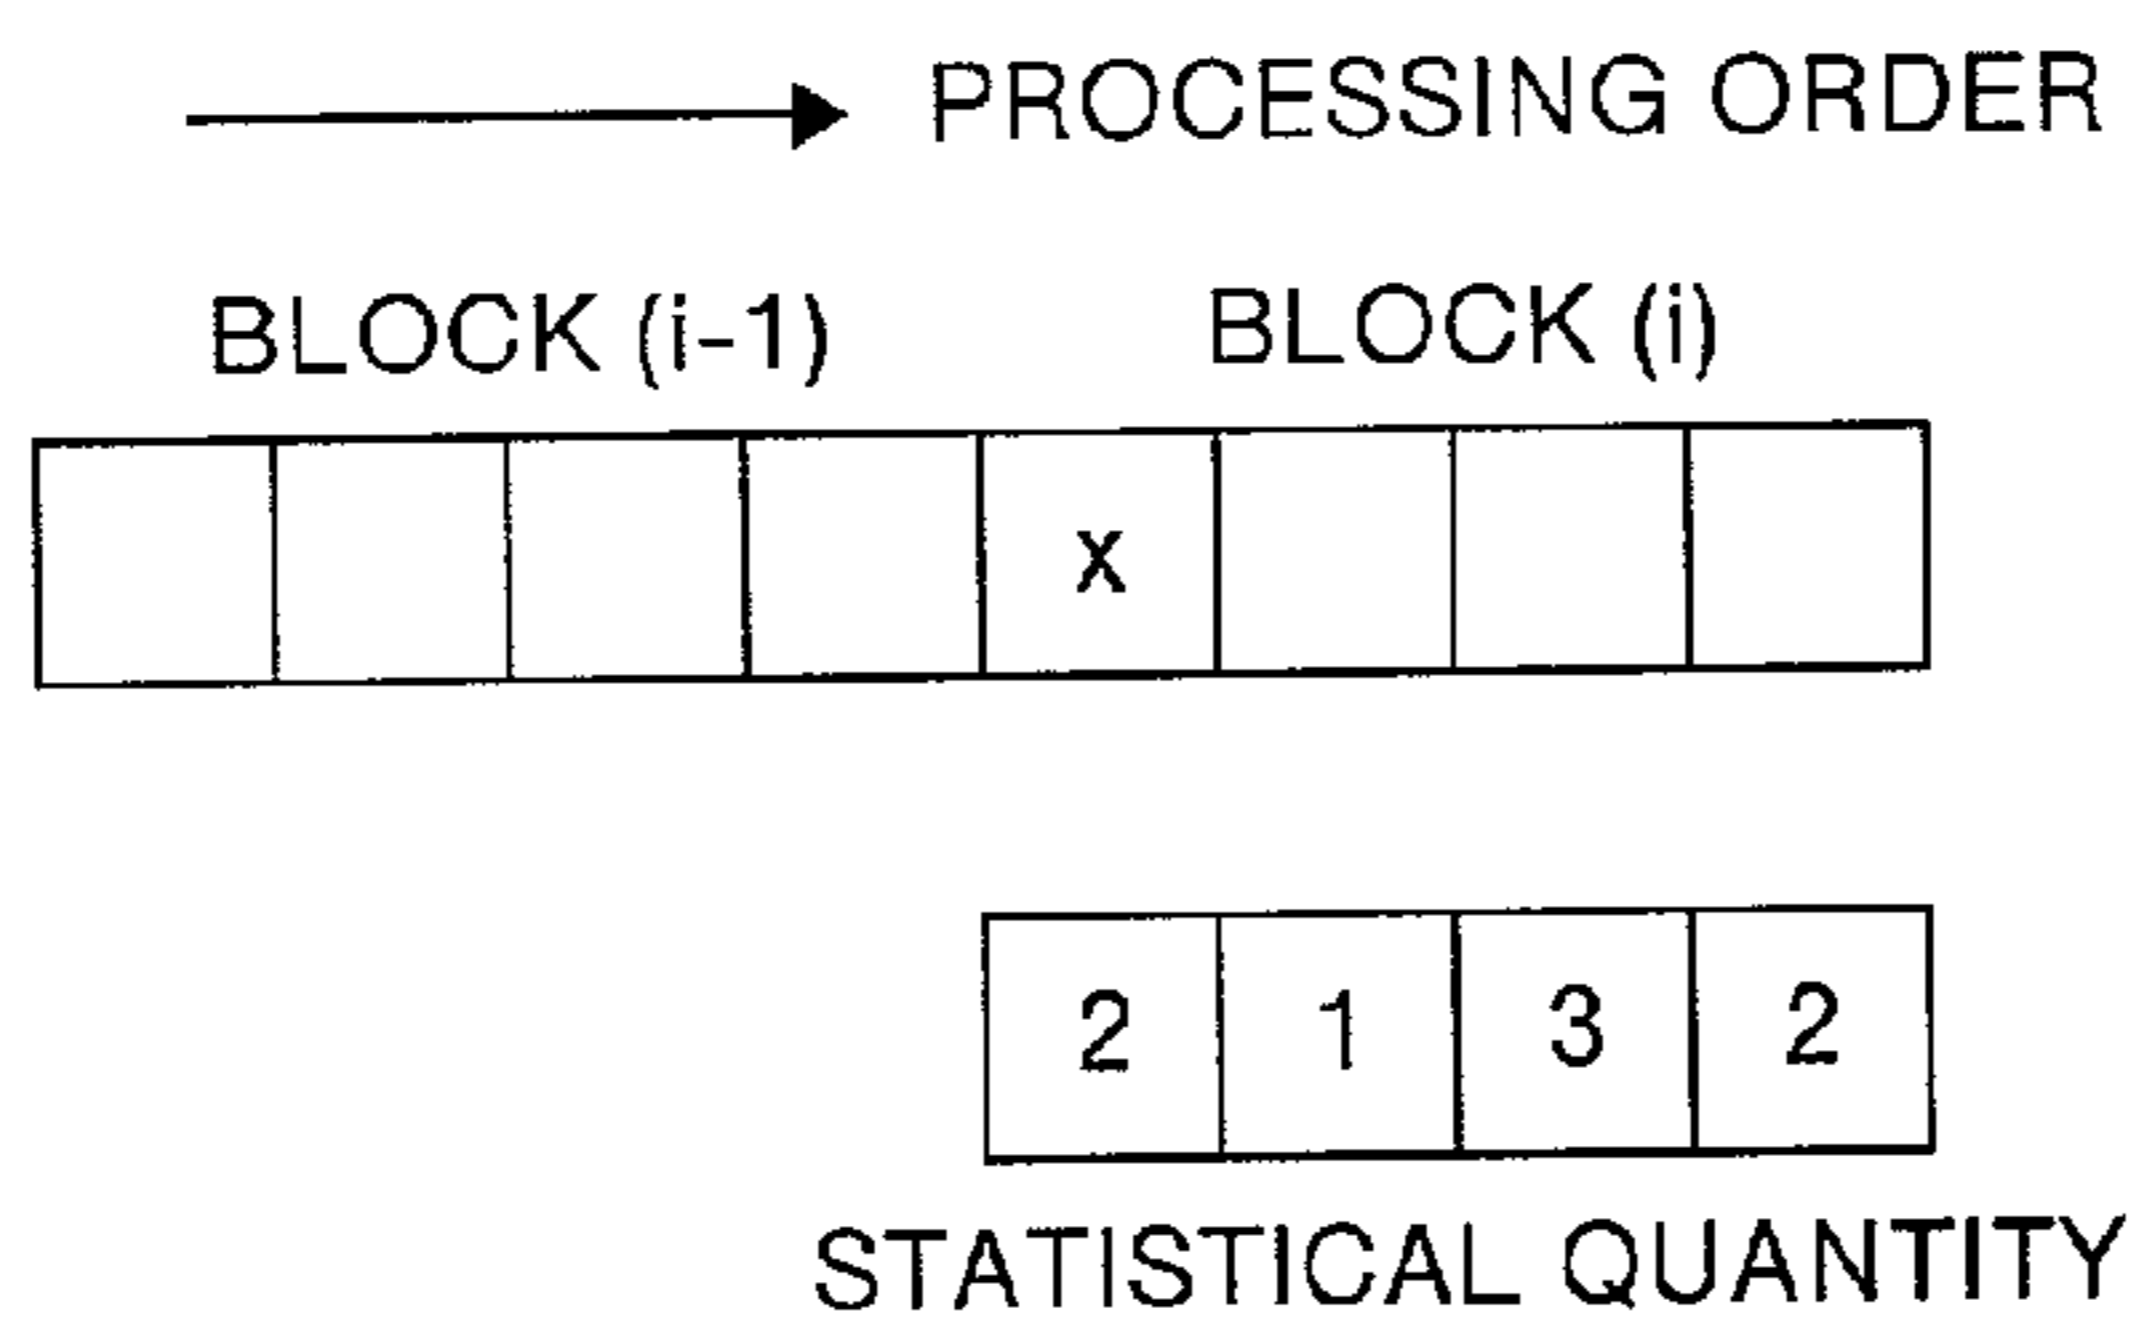 PROCESSING ORDER
BLOCK (i-1) BLOCK (i)
x
2 1 3 2
STATISTICAL QUANTITY